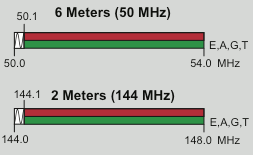 6 Meters (50 MHz)
50.1
E,A,G,T
50.0 54.0 MHz
2 Meters (144 MHz)
144.1
E,A,G,T
144.0 148.0 MHz